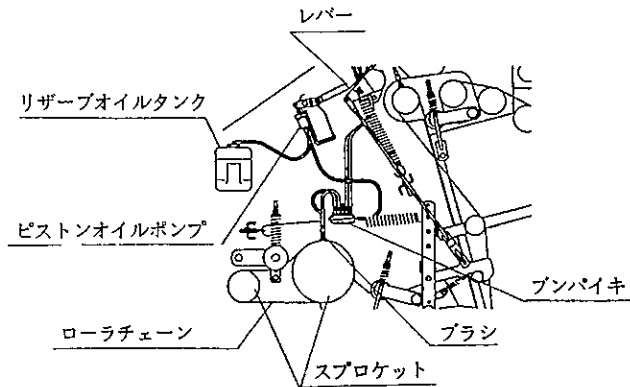 レバー
リザーブオイルタンク
ピストンオイルポンプ
ブンパイキ
ローラチェーン
ブラシ
スプロケット